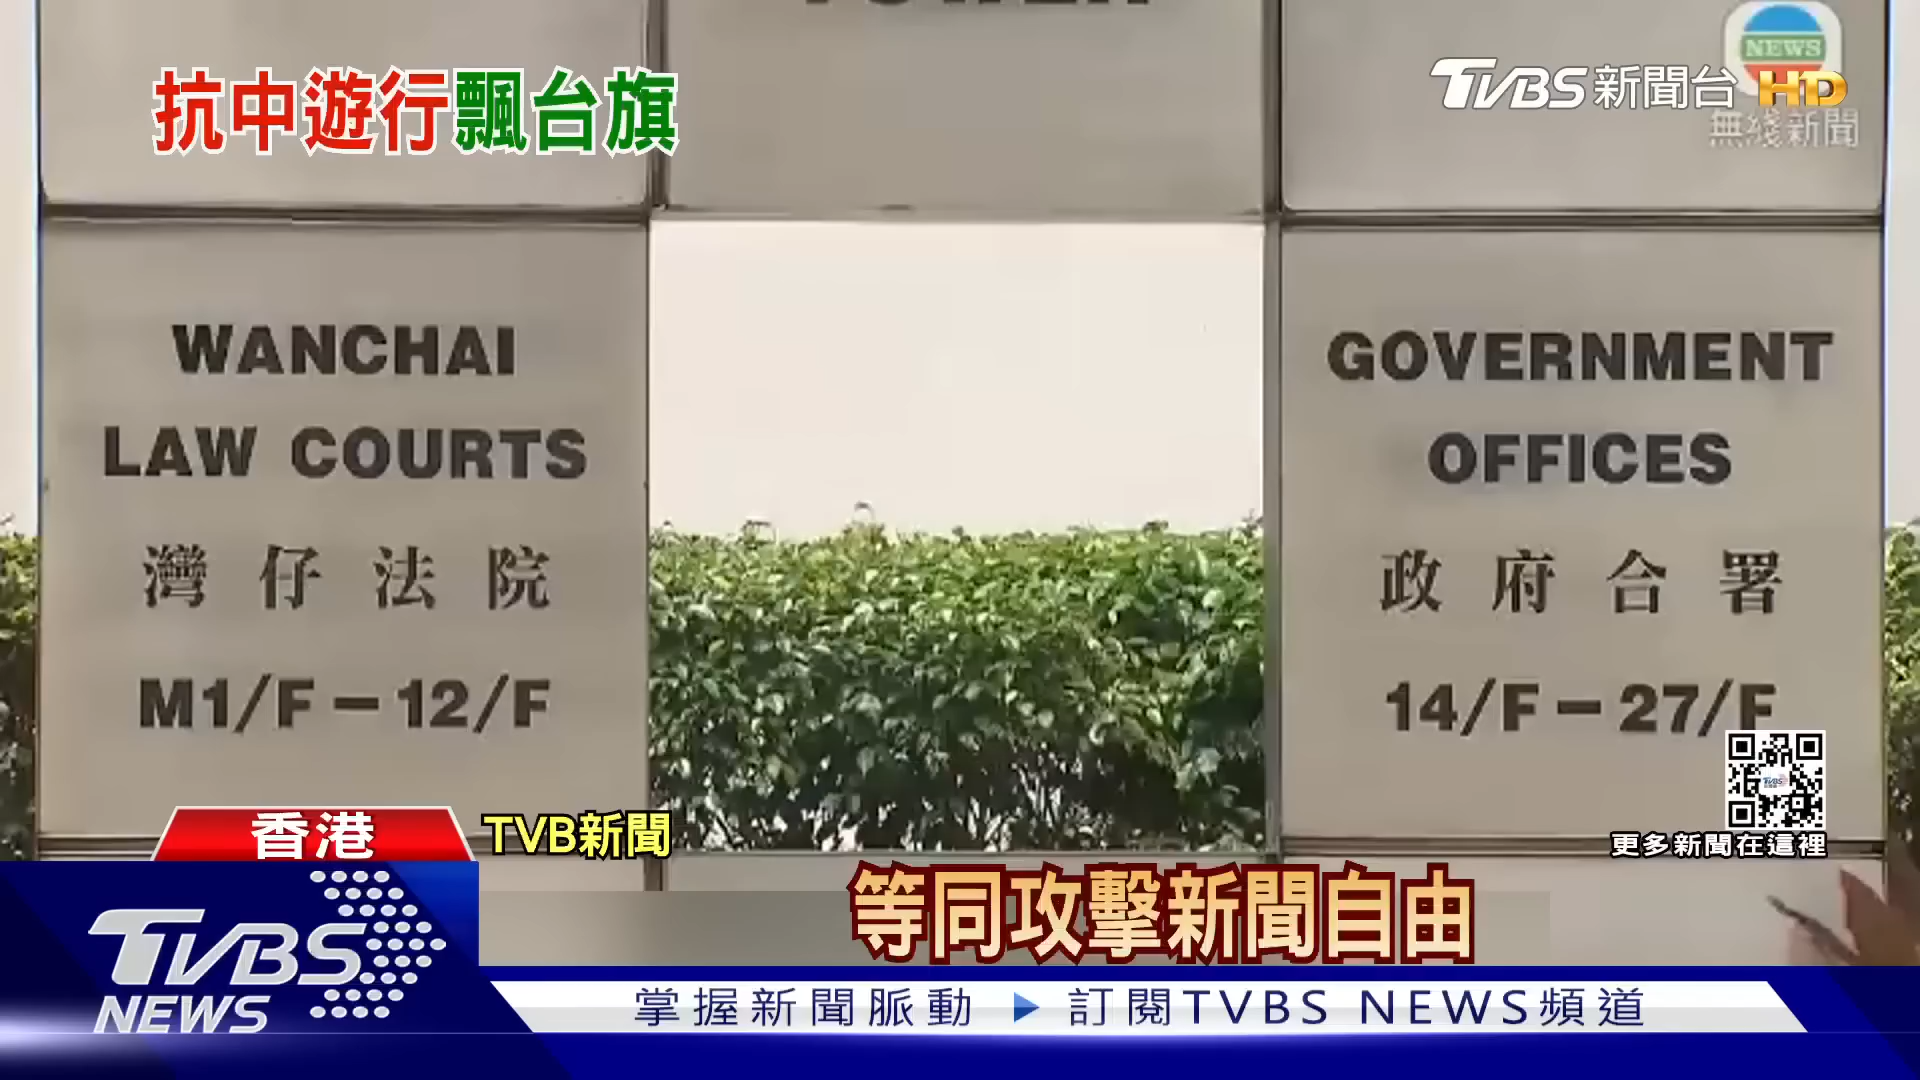 TOWER
NEWS
TVBS新聞台 HD
無綫新聞
抗中遊行飄台旗
WANCHAI
LAW COURTS
灣仔法院
M1/F－12/F
GOVERNMENT
OFFICES
政府合署
14/F－27/F
TVBS
更多新聞在這裡
香港
TVB新聞
等同攻擊新聞自由
TVBS
NEWS
掌握新聞脈動 ▶ 訂閱TVBS NEWS頻道